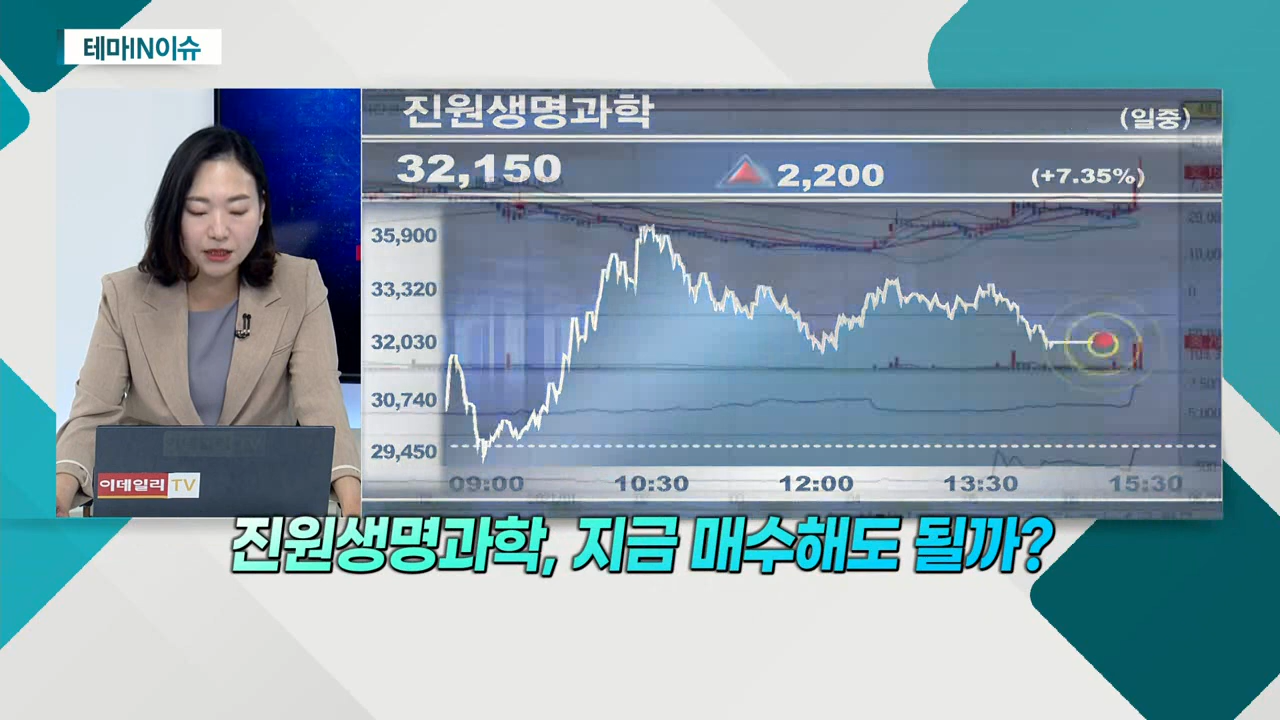 테마IN이슈
진원생명과학
(일중)
32,150
▲ 2,200
(+7.35%)
35,900
33,320
32,030
30,740
29,450
09:00 10:30 12:00 13:30 15:30
이데일리TV
진원생명과학, 지금 매수해도 될까?